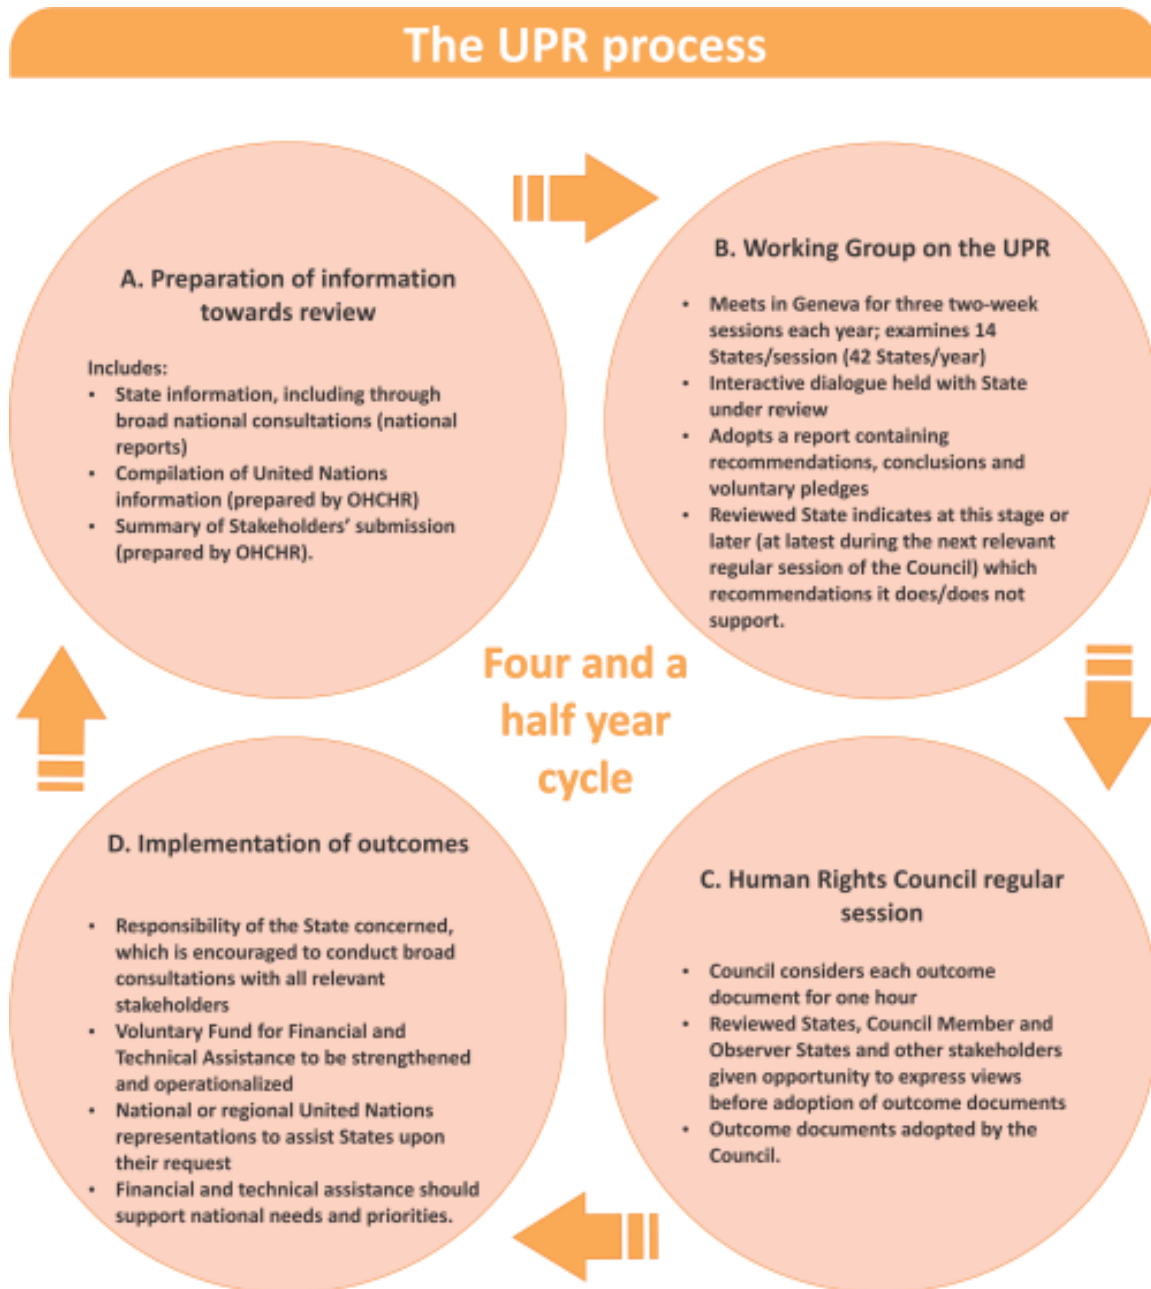 The UPR process
A. Preparation of information
towards review
Includes:
• State information, including through
broad national consultations (national
reports)
• Compilation of United Nations
information (prepared by OHCHR)
• Summary of Stakeholders’ submission
(prepared by OHCHR).
B. Working Group on the UPR
• Meets in Geneva for three two-week
sessions each year; examines 14
States/session (42 States/year)
• Interactive dialogue held with State
under review
• Adopts a report containing
recommendations, conclusions and
voluntary pledges
• Reviewed State indicates at this stage or
later (at latest during the next relevant
regular session of the Council) which
recommendations it does/does not
support.
Four and a
half year
cycle
C. Human Rights Council regular
session
• Council considers each outcome
document for one hour
• Reviewed States, Council Member and
Observer States and other stakeholders
given opportunity to express views
before adoption of outcome documents
• Outcome documents adopted by the
Council.
D. Implementation of outcomes
• Responsibility of the State concerned,
which is encouraged to conduct broad
consultations with all relevant
stakeholders
• Voluntary Fund for Financial and
Technical Assistance to be strengthened
and operationalized
• National or regional United Nations
representations to assist States upon
their request
• Financial and technical assistance should
support national needs and priorities.